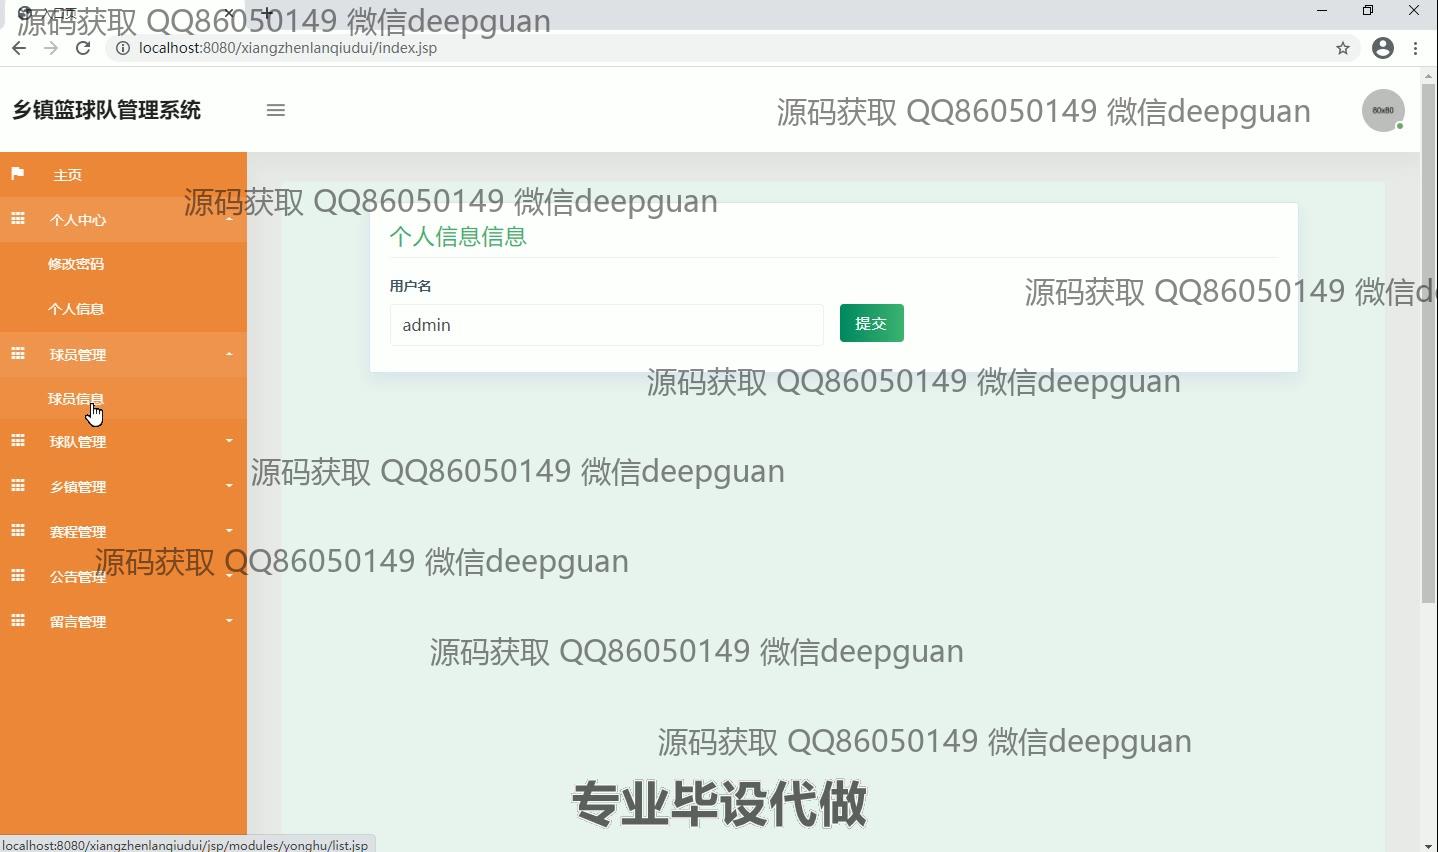 源码获取 QQ86050149 微信deepguan
localhost:8080/xiangzhenlanqiudui/index.jsp
乡镇篮球队管理系统
源码获取 QQ86050149 微信deepguan
80x80
主页
源码获取 QQ86050149 微信deepguan
个人中心
个人信息信息
修改密码
用户名
源码获取 QQ86050149 微信de
个人信息
admin
提交
球员管理
源码获取 QQ86050149 微信deepguan
球员信息
球队管理
源码获取 QQ86050149 微信deepguan
乡镇管理
赛程管理
源码获取 QQ86050149 微信deepguan
公告管理
留言管理
源码获取 QQ86050149 微信deepguan
源码获取 QQ86050149 微信deepguan
专业毕设代做
localhost:8080/xiangzhenlanqiudui/jsp/modules/yonghu/list.jsp